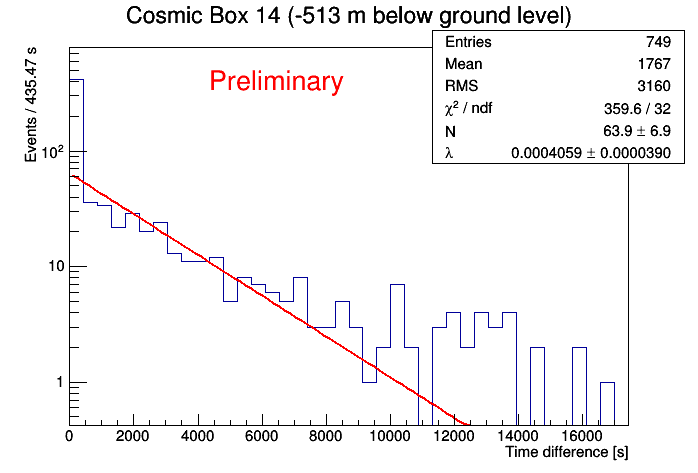 Cosmic Box 14 (-513 m below ground level)
Entries 749
Mean 1767
RMS 3160
χ² / ndf 359.6 / 32
N 63.9 ± 6.9
λ 0.0004059 ± 0.0000390
Preliminary
Events / 435.47 s
10²
10
1
0 2000 4000 6000 8000 10000 12000 14000 16000
Time difference [s]